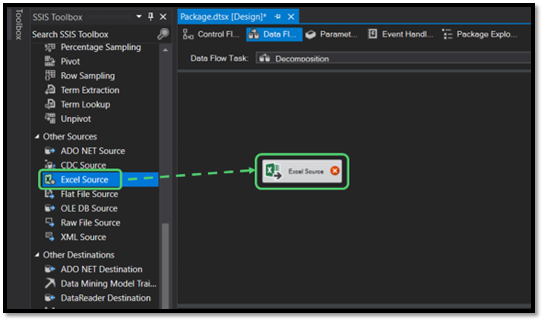 Toolbox
SSIS Toolbox
Search SSIS Toolbox
Percentage Sampling
Pivot
Row Sampling
Term Extraction
Term Lookup
Unpivot
Other Sources
ADO NET Source
CDC Source
Excel Source
Flat File Source
OLE DB Source
Raw File Source
XML Source
Other Destinations
ADO NET Destination
Data Mining Model Trai...
DataReader Destination
Package.dtsx [Design]*
Control Fl...
Data Fl...
Paramet...
Event Handl...
Package Explo...
Data Flow Task:
Decomposition
Excel Source